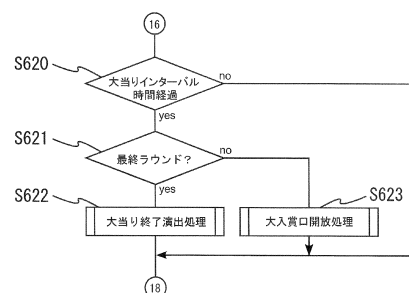 16
S620
大当りインターバル
時間経過
no
yes
S621
最終ラウンド?
no
yes
S622
大当り終了演出処理
S623
大入賞口開放処理
18